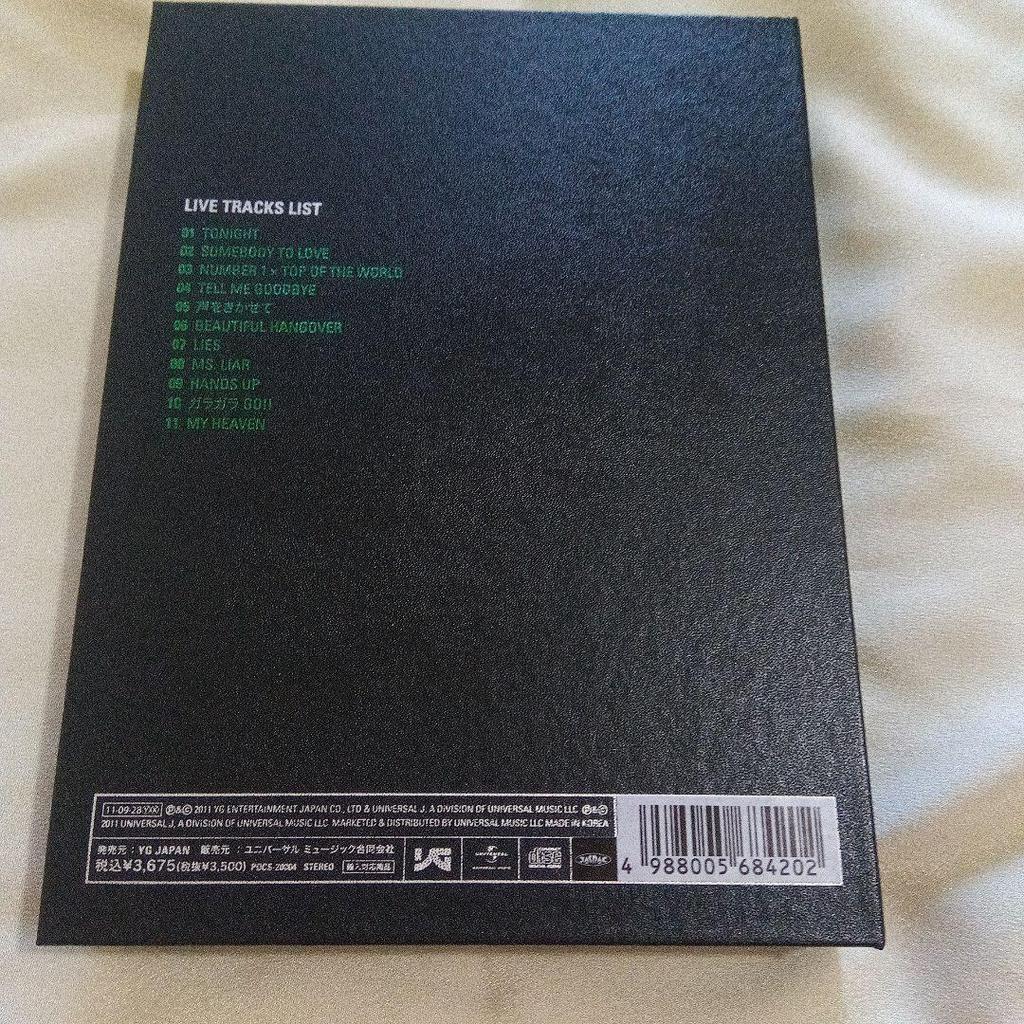 LIVE TRACKS LIST
01 TONIGHT
02 SOMEBODY TO LOVE
03 NUMBER 1 + TOP OF THE WORLD
04 TELL ME GOODBYE
05 声をきかせて
06 BEAUTIFUL HANGOVER
07 LIES
08 MS. LIAR
09 HANDS UP
10 ガラガラ GO!!
11 MY HEAVEN
11·09·28 Ⓨ ℗&© 2011 YG ENTERTAINMENT JAPAN CO., LTD & UNIVERSAL J, A DIVISION OF UNIVERSAL MUSIC LLC ℗&©
2011 UNIVERSAL J, A DIVISION OF UNIVERSAL MUSIC LLC MARKETED & DISTRIBUTED BY UNIVERSAL MUSIC LLC MADE IN KOREA
発売元：YG JAPAN 販売元：ユニバーサル ミュージック合同会社
税込¥3,675(税抜¥3,500) POCS-20004 STEREO
YG
UNIVERSAL
DISC
JASRAC
4 988005 684202